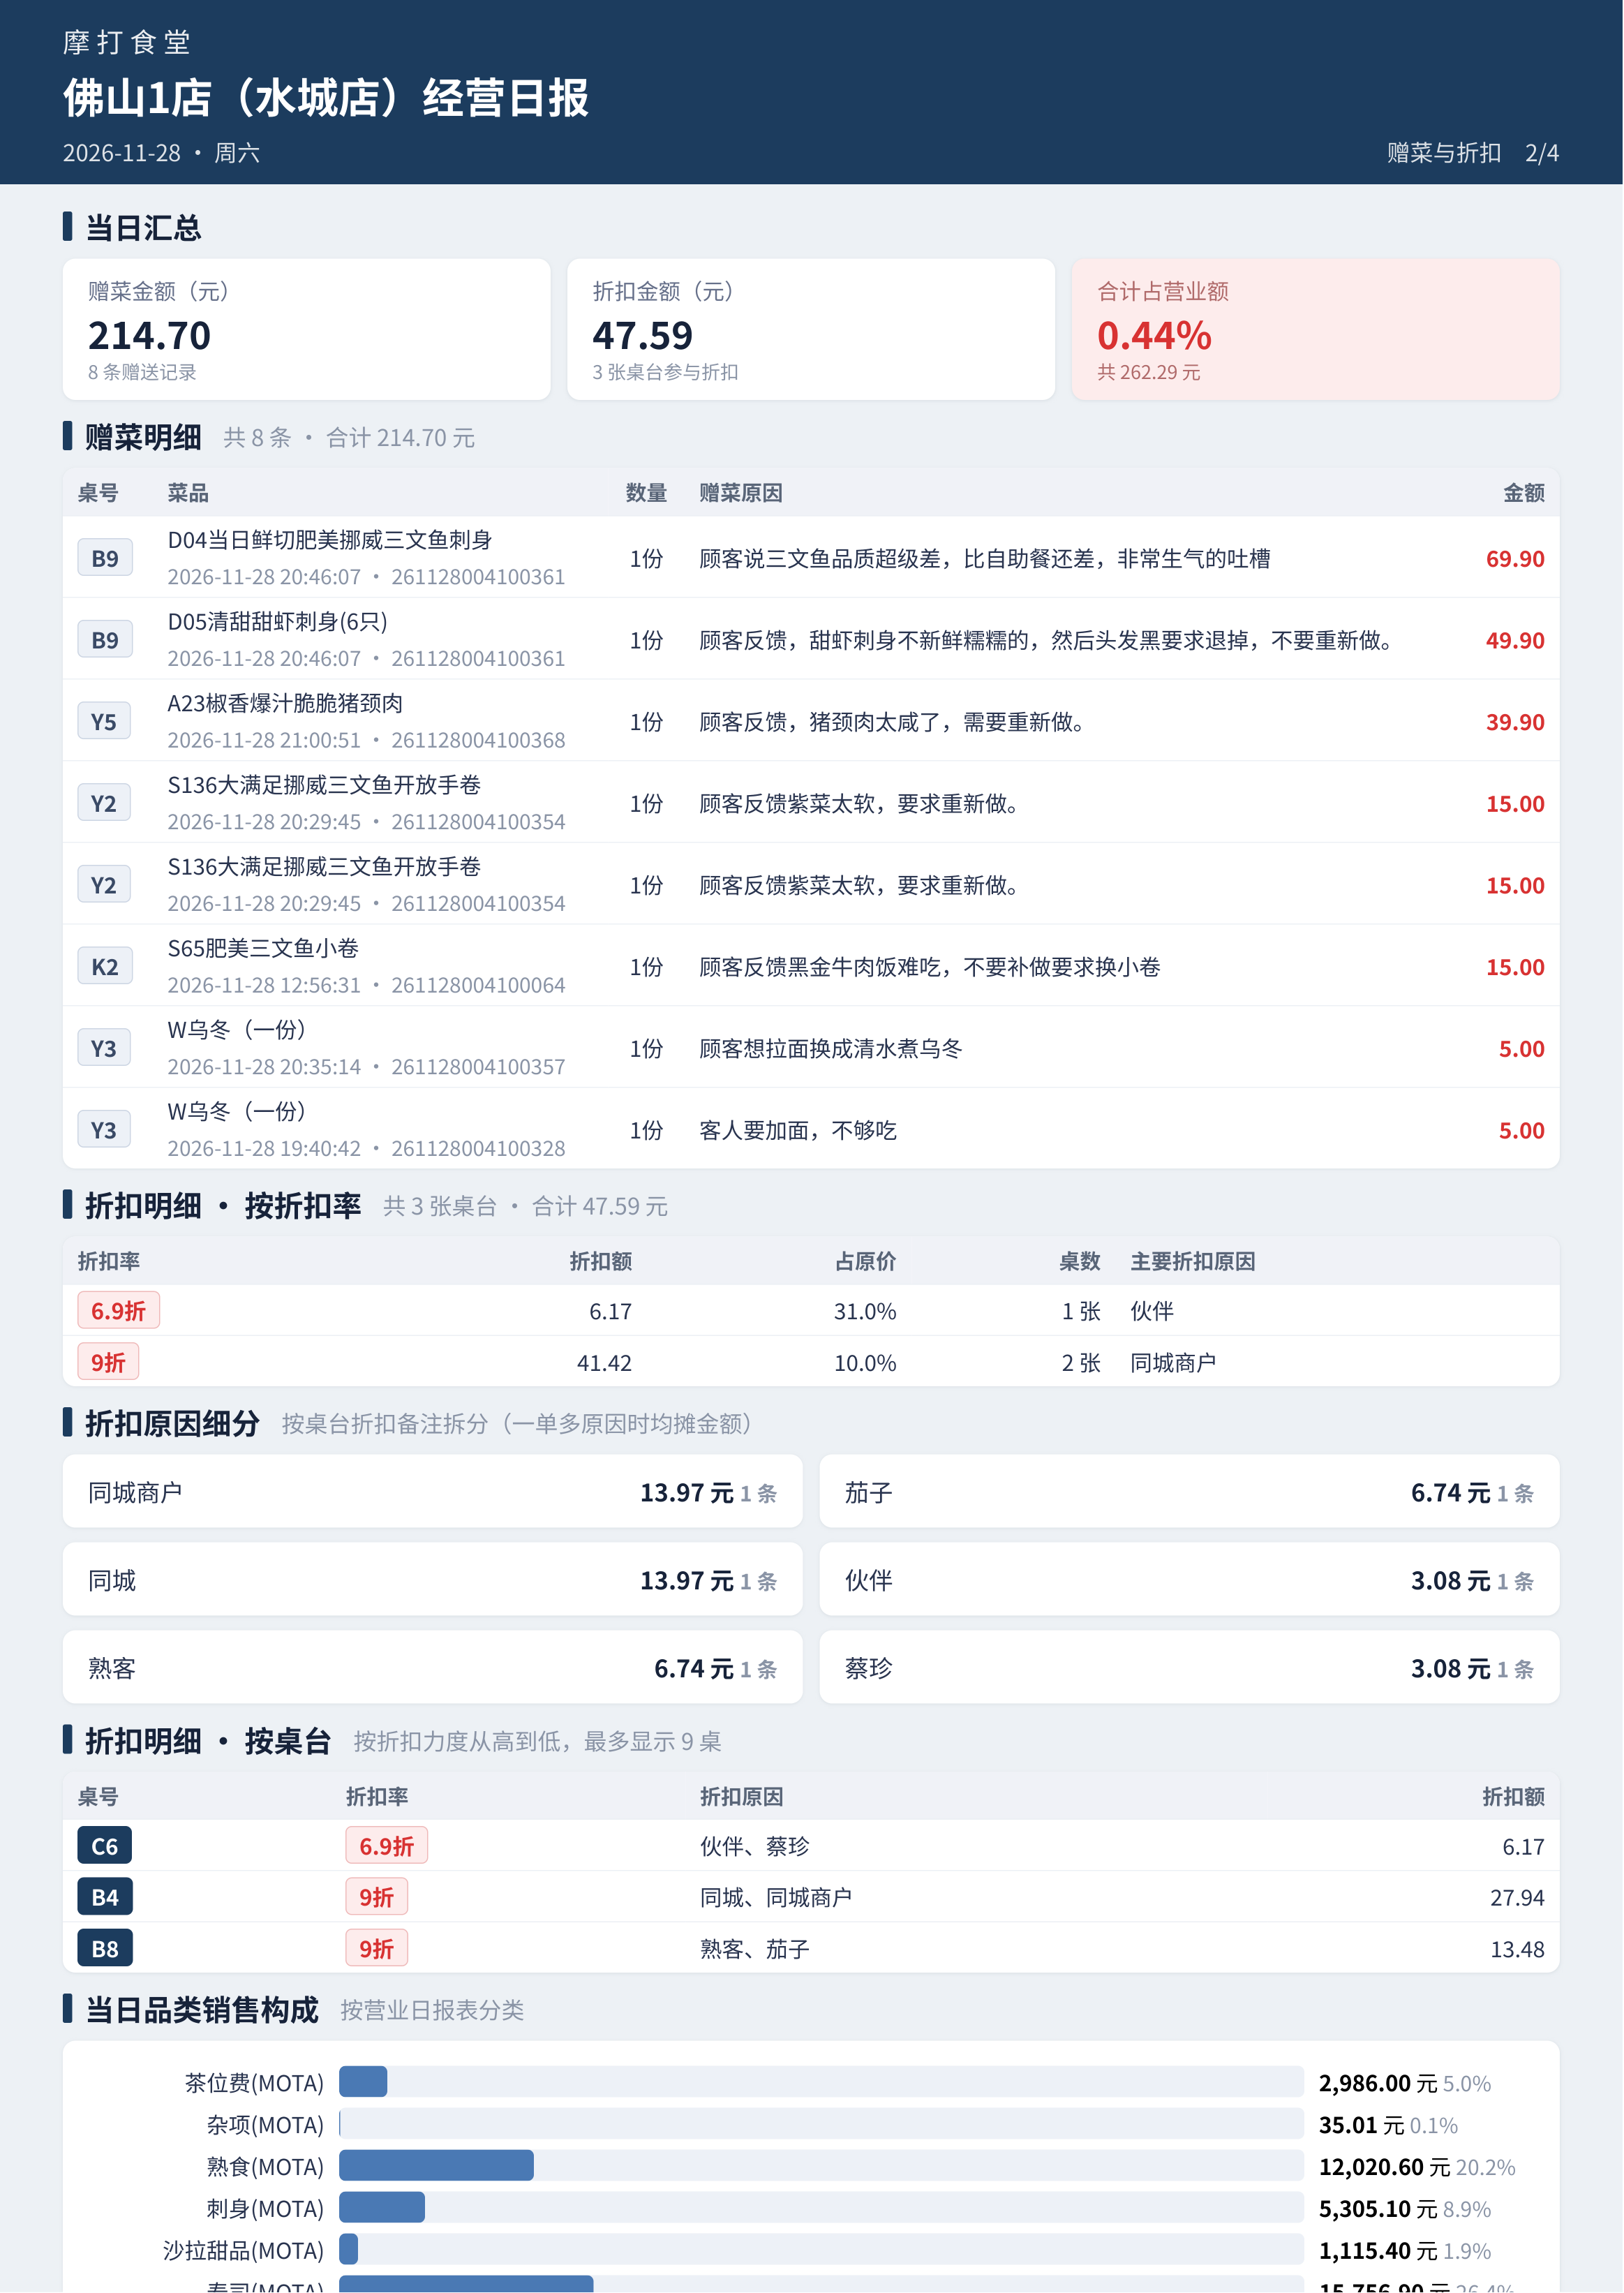 摩打食堂
佛山1店（水城店）经营日报
2026-11-28 • 周六
赠菜与折扣 2/4
当日汇总
赠菜金额（元）
214.70
8 条赠送记录
折扣金额（元）
47.59
3 张桌台参与折扣
合计占营业额
0.44%
共 262.29 元
赠菜明细 共 8 条 • 合计 214.70 元
桌号 菜品 数量 赠菜原因 金额
B9 D04当日鲜切肥美挪威三文鱼刺身 1份 顾客说三文鱼品质超级差，比自助餐还差，非常生气的吐槽 69.90
2026-11-28 20:46:07 • 261128004100361
B9 D05清甜甜虾刺身(6只) 1份 顾客反馈，甜虾刺身不新鲜糯糯的，然后头发黑要求退掉，不要重新做。 49.90
2026-11-28 20:46:07 • 261128004100361
Y5 A23椒香爆汁脆脆猪颈肉 1份 顾客反馈，猪颈肉太咸了，需要重新做。 39.90
2026-11-28 21:00:51 • 261128004100368
Y2 S136大满足挪威三文鱼开放手卷 1份 顾客反馈紫菜太软，要求重新做。 15.00
2026-11-28 20:29:45 • 261128004100354
Y2 S136大满足挪威三文鱼开放手卷 1份 顾客反馈紫菜太软，要求重新做。 15.00
2026-11-28 20:29:45 • 261128004100354
K2 S65肥美三文鱼小卷 1份 顾客反馈黑金牛肉饭难吃，不要补做要求换小卷 15.00
2026-11-28 12:56:31 • 261128004100064
Y3 W乌冬（一份） 1份 顾客想拉面换成清水煮乌冬 5.00
2026-11-28 20:35:14 • 261128004100357
Y3 W乌冬（一份） 1份 客人要加面，不够吃 5.00
2026-11-28 19:40:42 • 261128004100328
折扣明细 • 按折扣率 共 3 张桌台 • 合计 47.59 元
折扣率 折扣额 占原价 桌数 主要折扣原因
6.9折 6.17 31.0% 1 张 伙伴
9折 41.42 10.0% 2 张 同城商户
折扣原因细分 按桌台折扣备注拆分（一单多原因时均摊金额）
同城商户 13.97 元 1 条
茄子 6.74 元 1 条
同城 13.97 元 1 条
伙伴 3.08 元 1 条
熟客 6.74 元 1 条
蔡珍 3.08 元 1 条
折扣明细 • 按桌台 按折扣力度从高到低，最多显示 9 桌
桌号 折扣率 折扣原因 折扣额
C6 6.9折 伙伴、蔡珍 6.17
B4 9折 同城、同城商户 27.94
B8 9折 熟客、茄子 13.48
当日品类销售构成 按营业日报表分类
茶位费(MOTA) 2,986.00 元 5.0%
杂项(MOTA) 35.01 元 0.1%
熟食(MOTA) 12,020.60 元 20.2%
刺身(MOTA) 5,305.10 元 8.9%
沙拉甜品(MOTA) 1,115.40 元 1.9%
寿司(MOTA) 15,756.90 元 26.4%